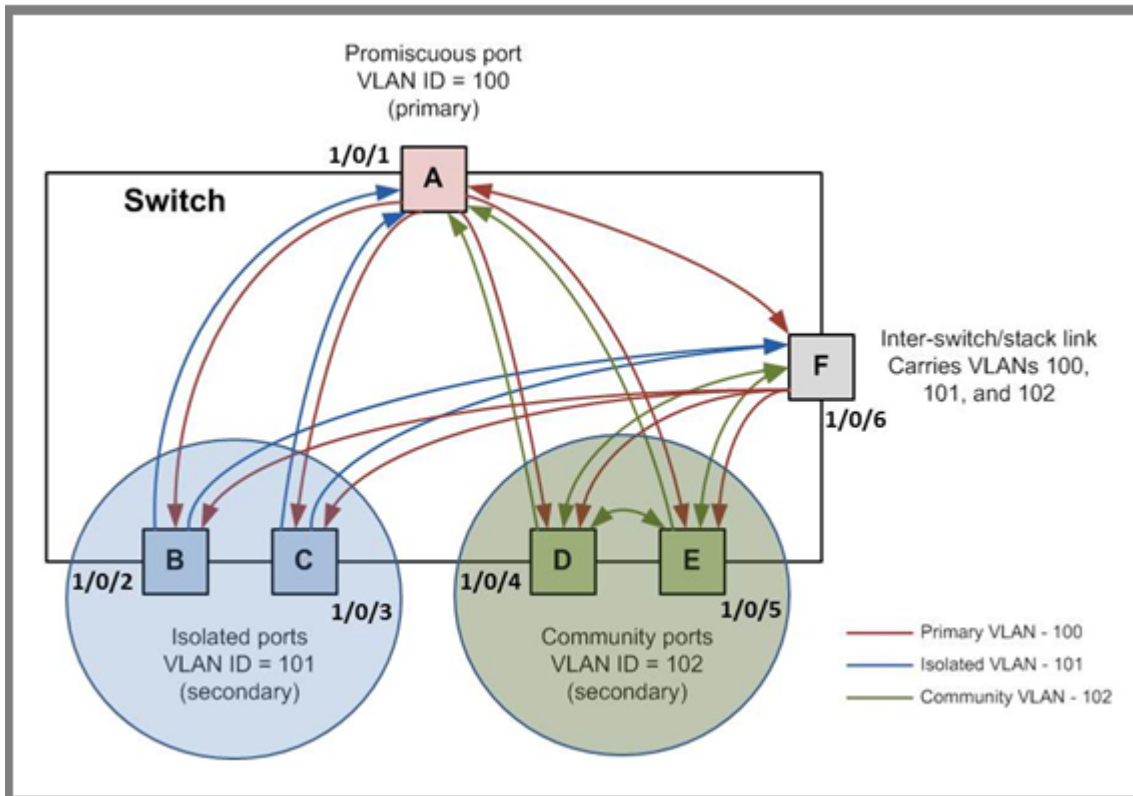 Promiscuous port
VLAN ID = 100
(primary)
1/0/1
A
Switch
Inter-switch/stack link
Carries VLANs 100,
101, and 102
F
1/0/6
B
C
D
E
1/0/2
1/0/3
1/0/4
1/0/5
Isolated ports
VLAN ID = 101
(secondary)
Community ports
VLAN ID = 102
(secondary)
Primary VLAN - 100
Isolated VLAN - 101
Community VLAN - 102